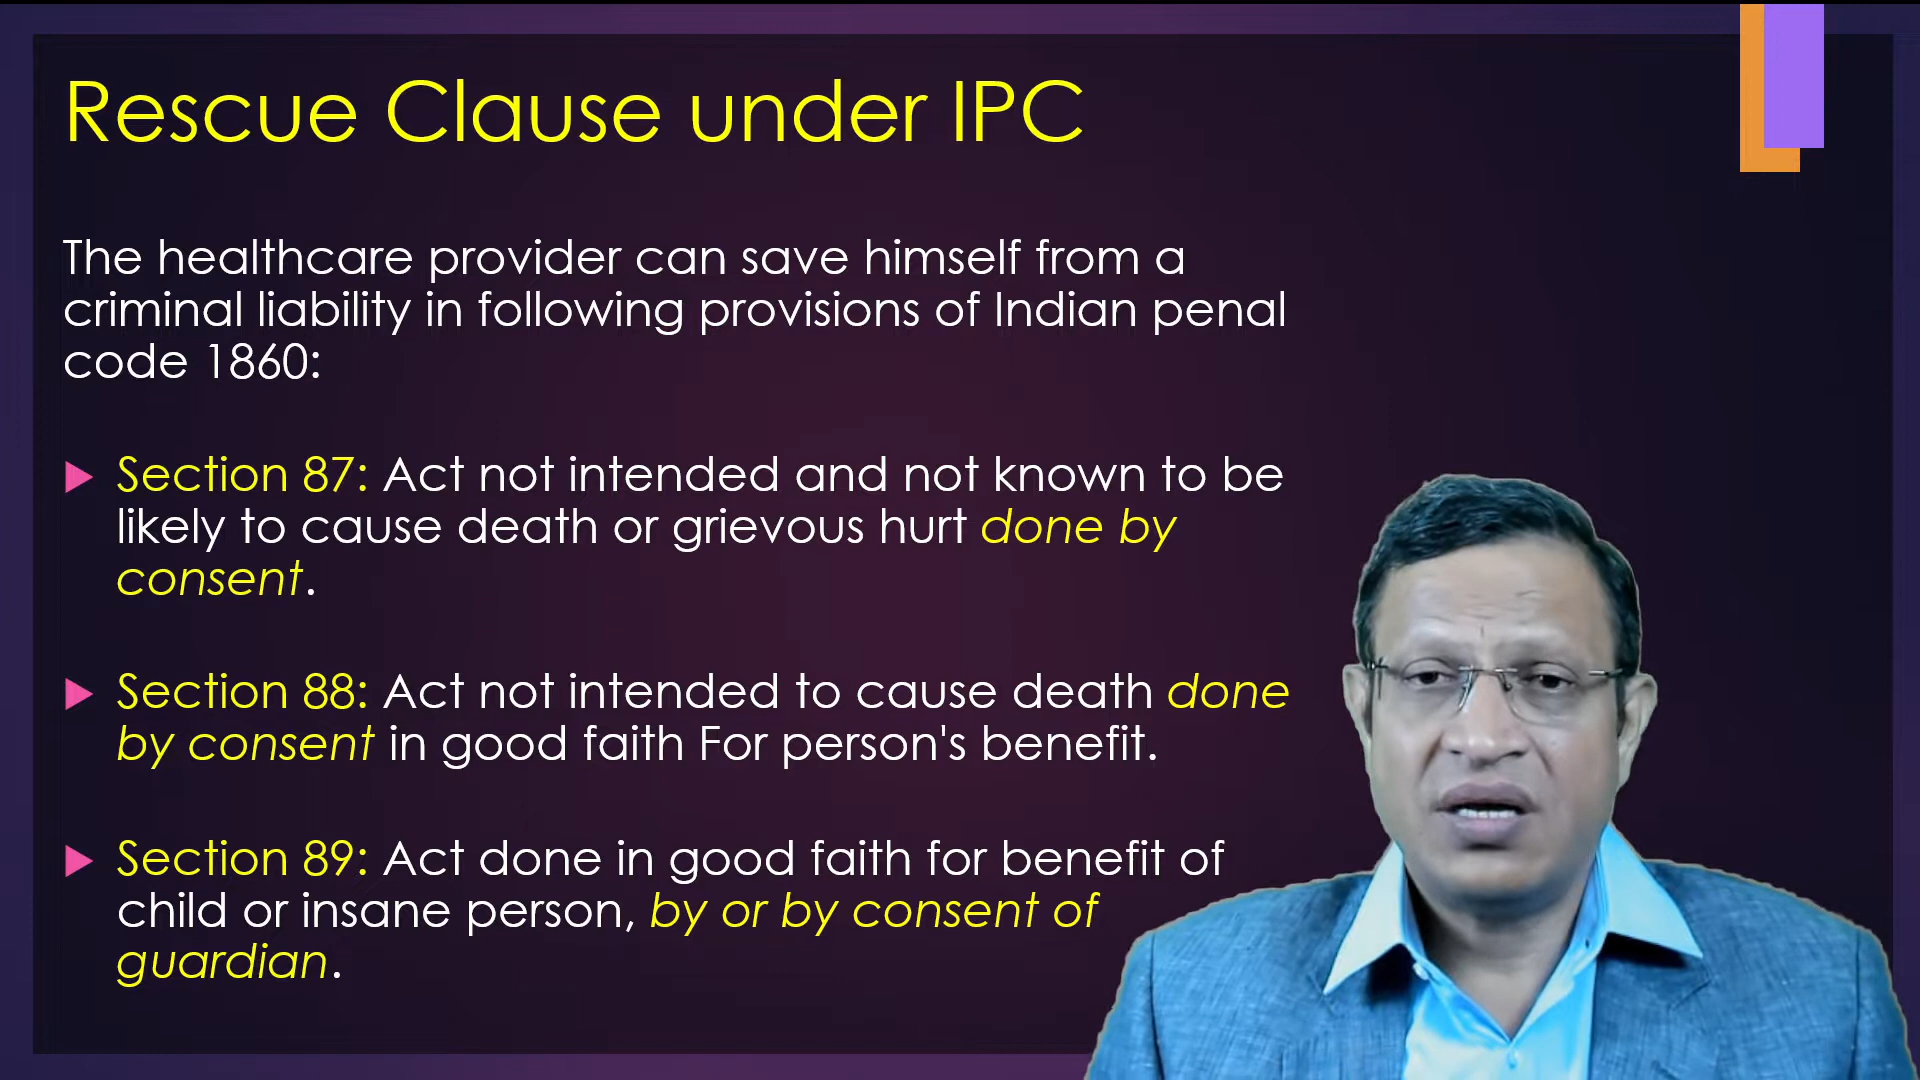 Rescue Clause under IPC
The healthcare provider can save himself from a
criminal liability in following provisions of Indian penal
code 1860:
Section 87: Act not intended and not known to be
likely to cause death or grievous hurt done by
consent.
Section 88: Act not intended to cause death done
by consent in good faith For person's benefit.
Section 89: Act done in good faith for benefit of
child or insane person, by or by consent of
guardian.